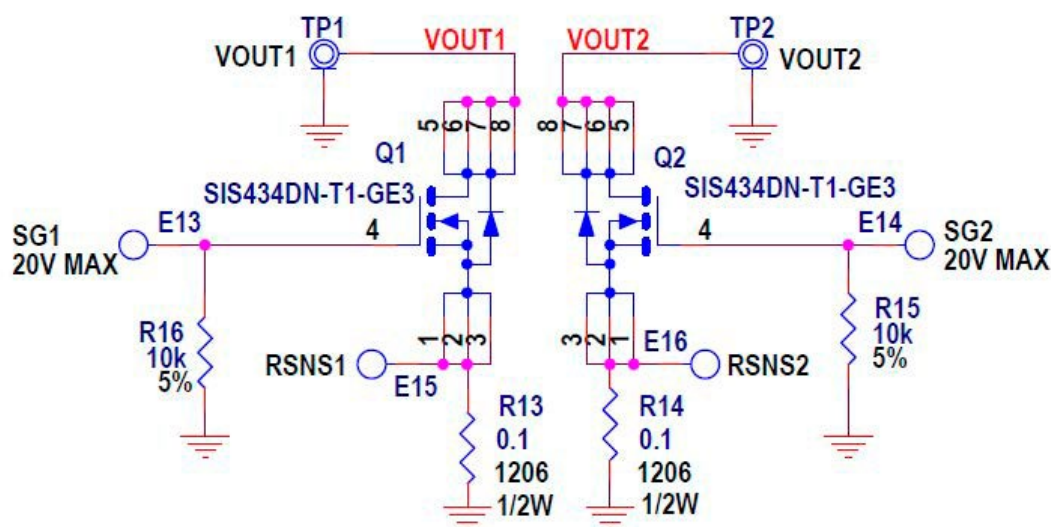 TP1
VOUT1
VOUT1
VOUT2
TP2
VOUT2
5
6
7
8
8
7
6
5
Q1
SIS434DN-T1-GE3
Q2
SIS434DN-T1-GE3
SG1
20V MAX
E13
4
4
E14
SG2
20V MAX
R16
10k
5%
1
2
3
3
2
1
R15
10k
5%
RSNS1
E15
E16
RSNS2
R13
0.1
1206
1/2W
R14
0.1
1206
1/2W